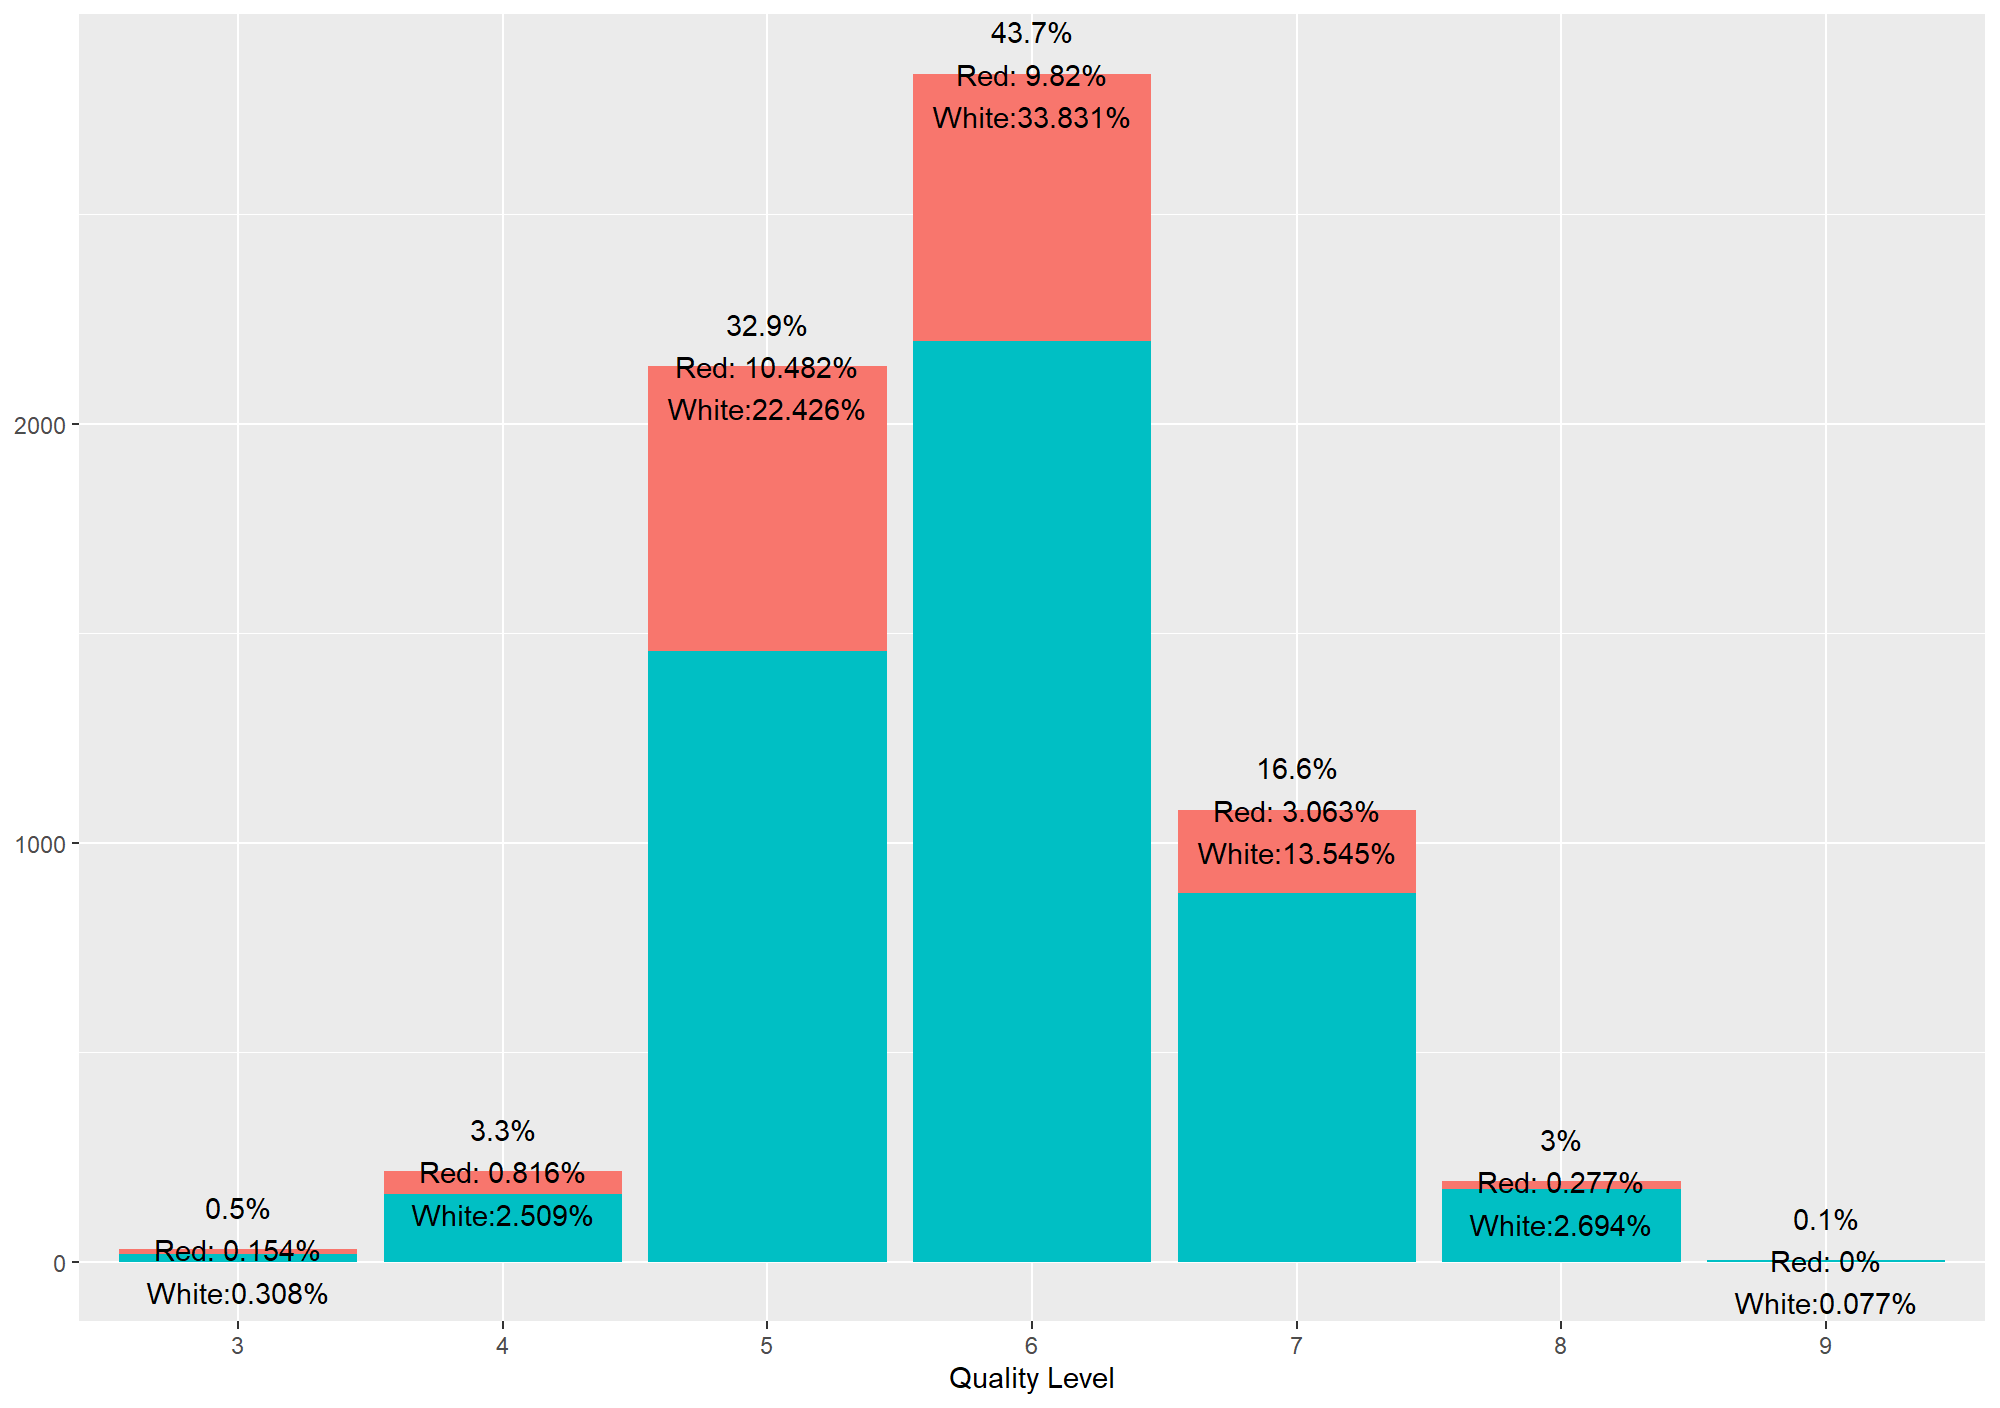 43.7%
Red: 9.82%
White:33.831%
32.9%
Red: 10.482%
White:22.426%
2000
16.6%
Red: 3.063%
White:13.545%
1000
3.3%
Red: 0.816%
White:2.509%
3%
Red: 0.277%
White:2.694%
0.5%
Red: 0.154%
White:0.308%
0.1%
Red: 0%
White:0.077%
0
3 4 5 6 7 8 9
Quality Level